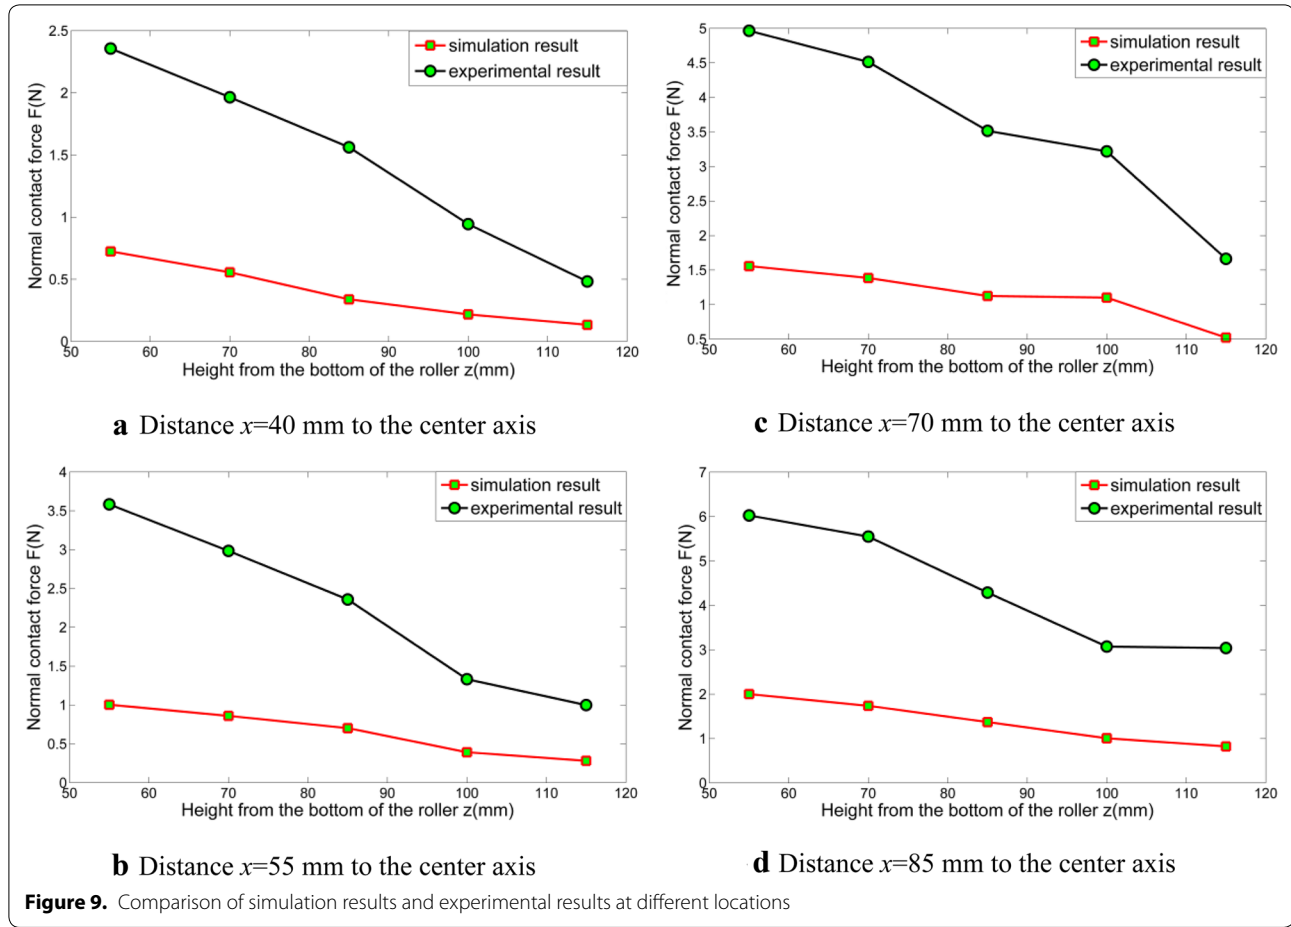 2.5
2
1.5
1
0.5
0
50 60 70 80 90 100 110 120
Normal contact force F(N)
Height from the bottom of the roller z(mm)
simulation result
experimental result
a Distance x=40 mm to the center axis
5
4.5
4
3.5
3
2.5
2
1.5
1
0.5
50 60 70 80 90 100 110 120
Normal contact force F(N)
Height from the bottom of the roller z(mm)
simulation result
experimental result
c Distance x=70 mm to the center axis
4
3.5
3
2.5
2
1.5
1
0.5
0
50 60 70 80 90 100 110 120
Normal contact force F(N)
Height from the bottom of the roller z(mm)
simulation result
experimental result
b Distance x=55 mm to the center axis
7
6
5
4
3
2
1
0
50 60 70 80 90 100 110 120
Normal contact force F(N)
Height from the bottom of the roller z(mm)
simulation result
experimental result
d Distance x=85 mm to the center axis
Figure 9. Comparison of simulation results and experimental results at different locations